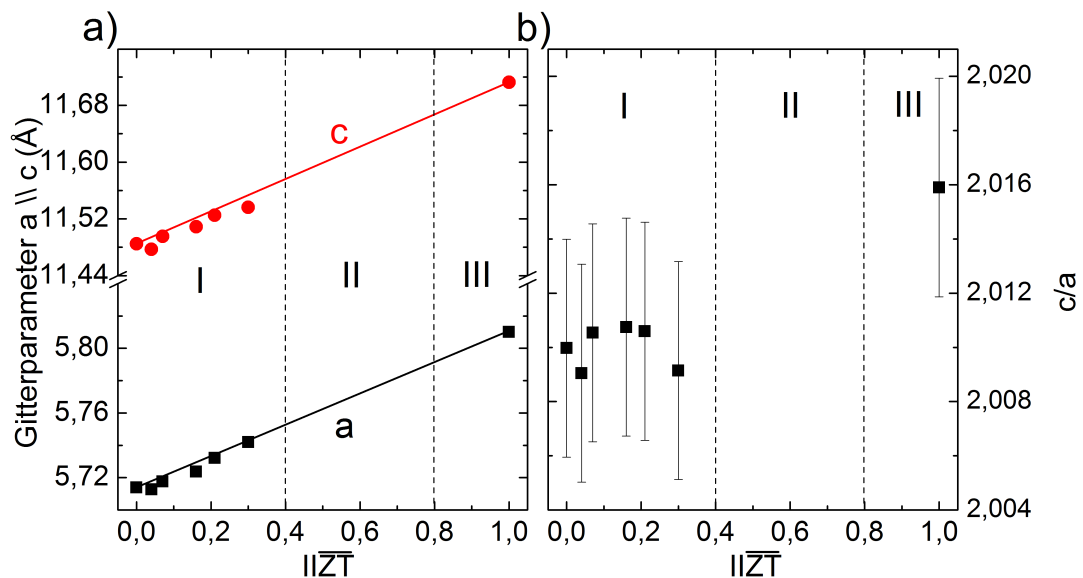 a)
Gitterparameter a \\\ c (Å)
11,68
11,60
11,52
11,44
5,80
5,76
5,72
c
a
I
II
III
0,0
0,2
0,4
0,6
0,8
1,0
IIZ̅T̅
b)
I
II
III
2,020
2,016
2,012
2,008
2,004
c/a
0,0
0,2
0,4
0,6
0,8
1,0
IIZ̅T̅